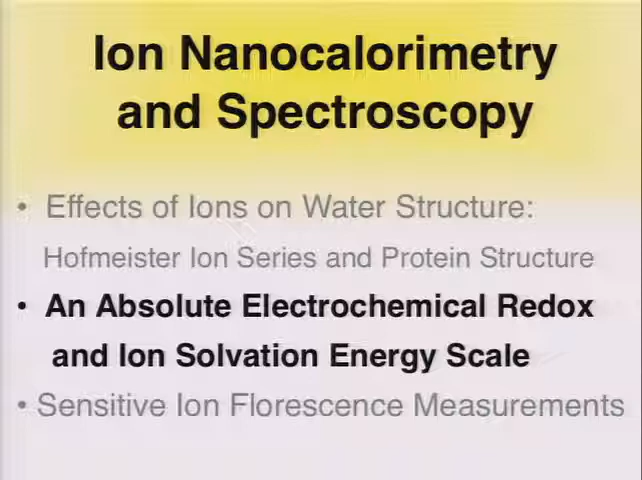 Ion Nanocalorimetry
and Spectroscopy
• Effects of Ions on Water Structure:
Hofmeister Ion Series and Protein Structure
• An Absolute Electrochemical Redox
and Ion Solvation Energy Scale
• Sensitive Ion Florescence Measurements